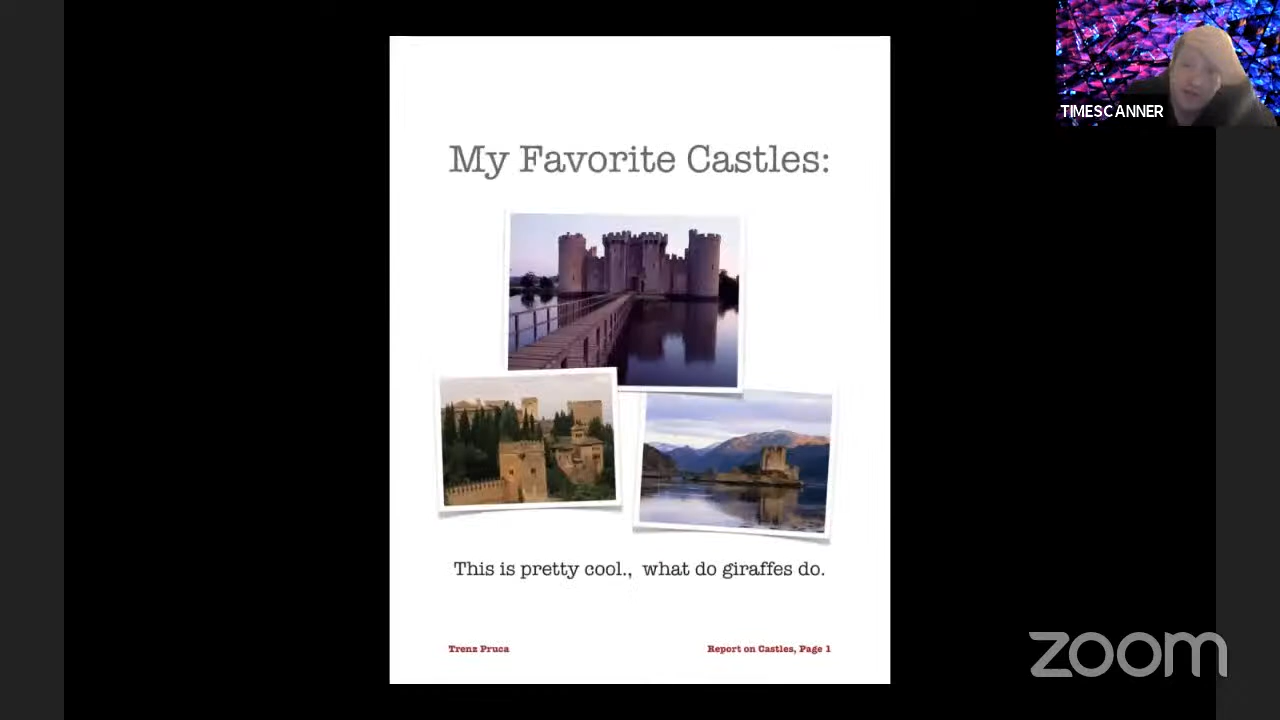 TIMESCANNER
My Favorite Castles:
This is pretty cool., what do giraffes do.
Trenz Pruca
Report on Castles, Page 1
zoom